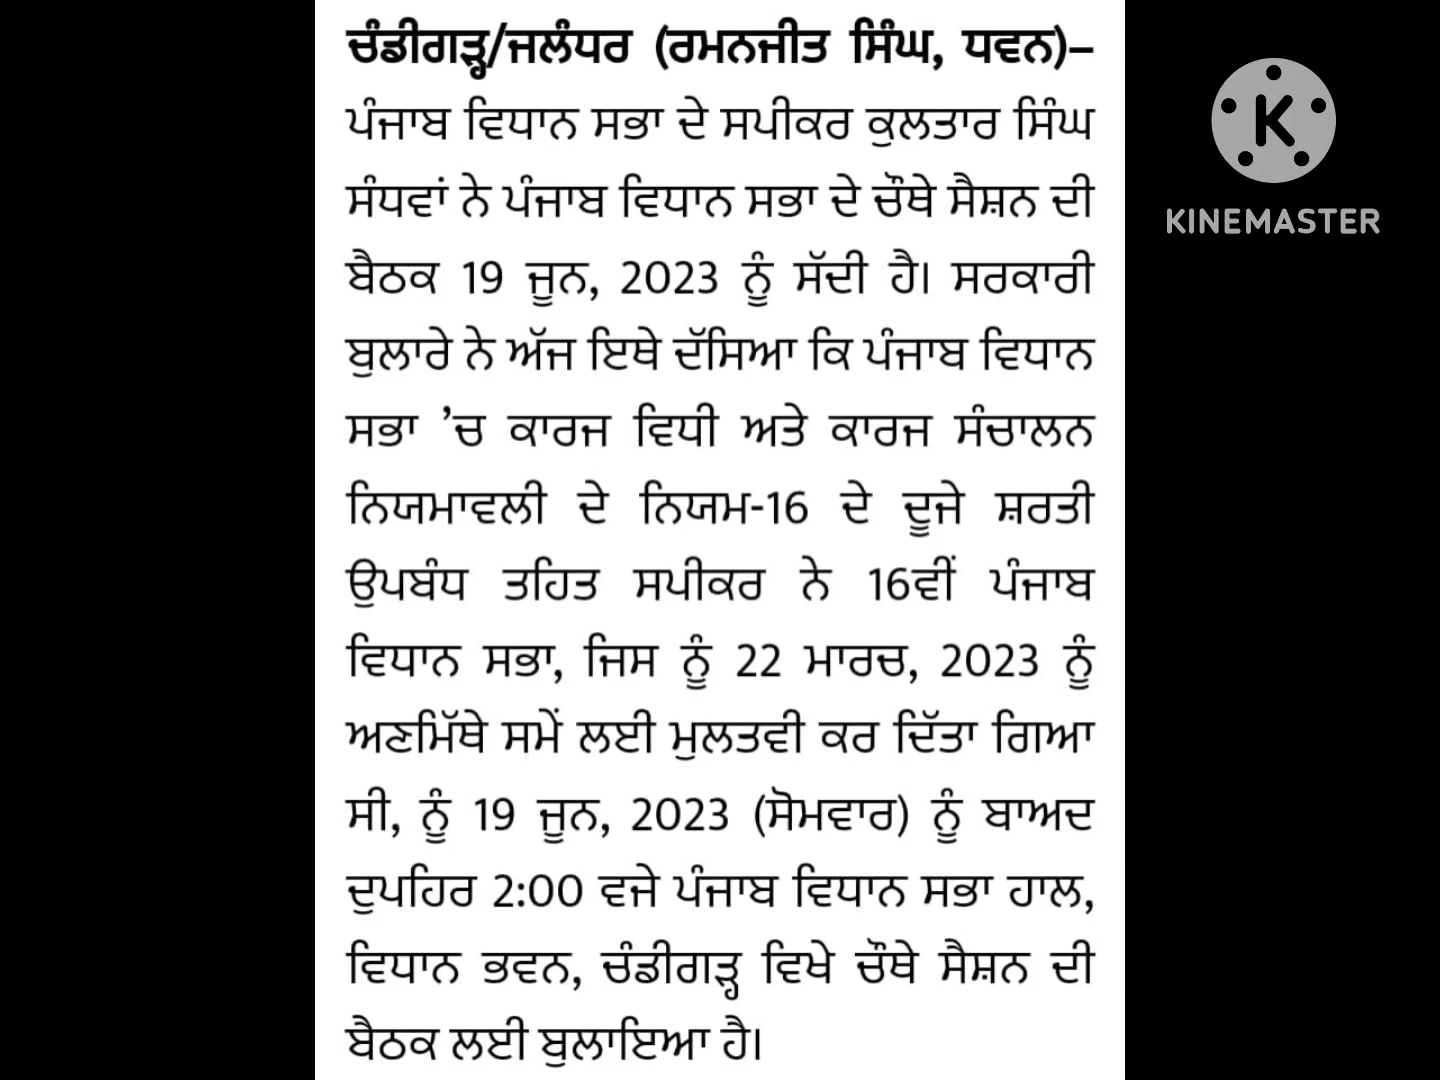 ਚੰਡੀਗੜ੍ਹ/ਜਲੰਧਰ (ਰਮਨਜੀਤ ਸਿੰਘ, ਧਵਨ)–
ਪੰਜਾਬ ਵਿਧਾਨ ਸਭਾ ਦੇ ਸਪੀਕਰ ਕੁਲਤਾਰ ਸਿੰਘ
ਸੰਧਵਾਂ ਨੇ ਪੰਜਾਬ ਵਿਧਾਨ ਸਭਾ ਦੇ ਚੌਥੇ ਸੈਸ਼ਨ ਦੀ
ਬੈਠਕ 19 ਜੂਨ, 2023 ਨੂੰ ਸੱਦੀ ਹੈ। ਸਰਕਾਰੀ
ਬੁਲਾਰੇ ਨੇ ਅੱਜ ਇਥੇ ਦੱਸਿਆ ਕਿ ਪੰਜਾਬ ਵਿਧਾਨ
ਸਭਾ ’ਚ ਕਾਰਜ ਵਿਧੀ ਅਤੇ ਕਾਰਜ ਸੰਚਾਲਨ
ਨਿਯਮਾਵਲੀ ਦੇ ਨਿਯਮ-16 ਦੇ ਦੂਜੇ ਸ਼ਰਤੀ
ਉਪਬੰਧ ਤਹਿਤ ਸਪੀਕਰ ਨੇ 16ਵੀਂ ਪੰਜਾਬ
ਵਿਧਾਨ ਸਭਾ, ਜਿਸ ਨੂੰ 22 ਮਾਰਚ, 2023 ਨੂੰ
ਅਣਮਿੱਥੇ ਸਮੇਂ ਲਈ ਮੁਲਤਵੀ ਕਰ ਦਿੱਤਾ ਗਿਆ
ਸੀ, ਨੂੰ 19 ਜੂਨ, 2023 (ਸੋਮਵਾਰ) ਨੂੰ ਬਾਅਦ
ਦੁਪਹਿਰ 2:00 ਵਜੇ ਪੰਜਾਬ ਵਿਧਾਨ ਸਭਾ ਹਾਲ,
ਵਿਧਾਨ ਭਵਨ, ਚੰਡੀਗੜ੍ਹ ਵਿਖੇ ਚੌਥੇ ਸੈਸ਼ਨ ਦੀ
ਬੈਠਕ ਲਈ ਬੁਲਾਇਆ ਹੈ।
K
KINEMASTER